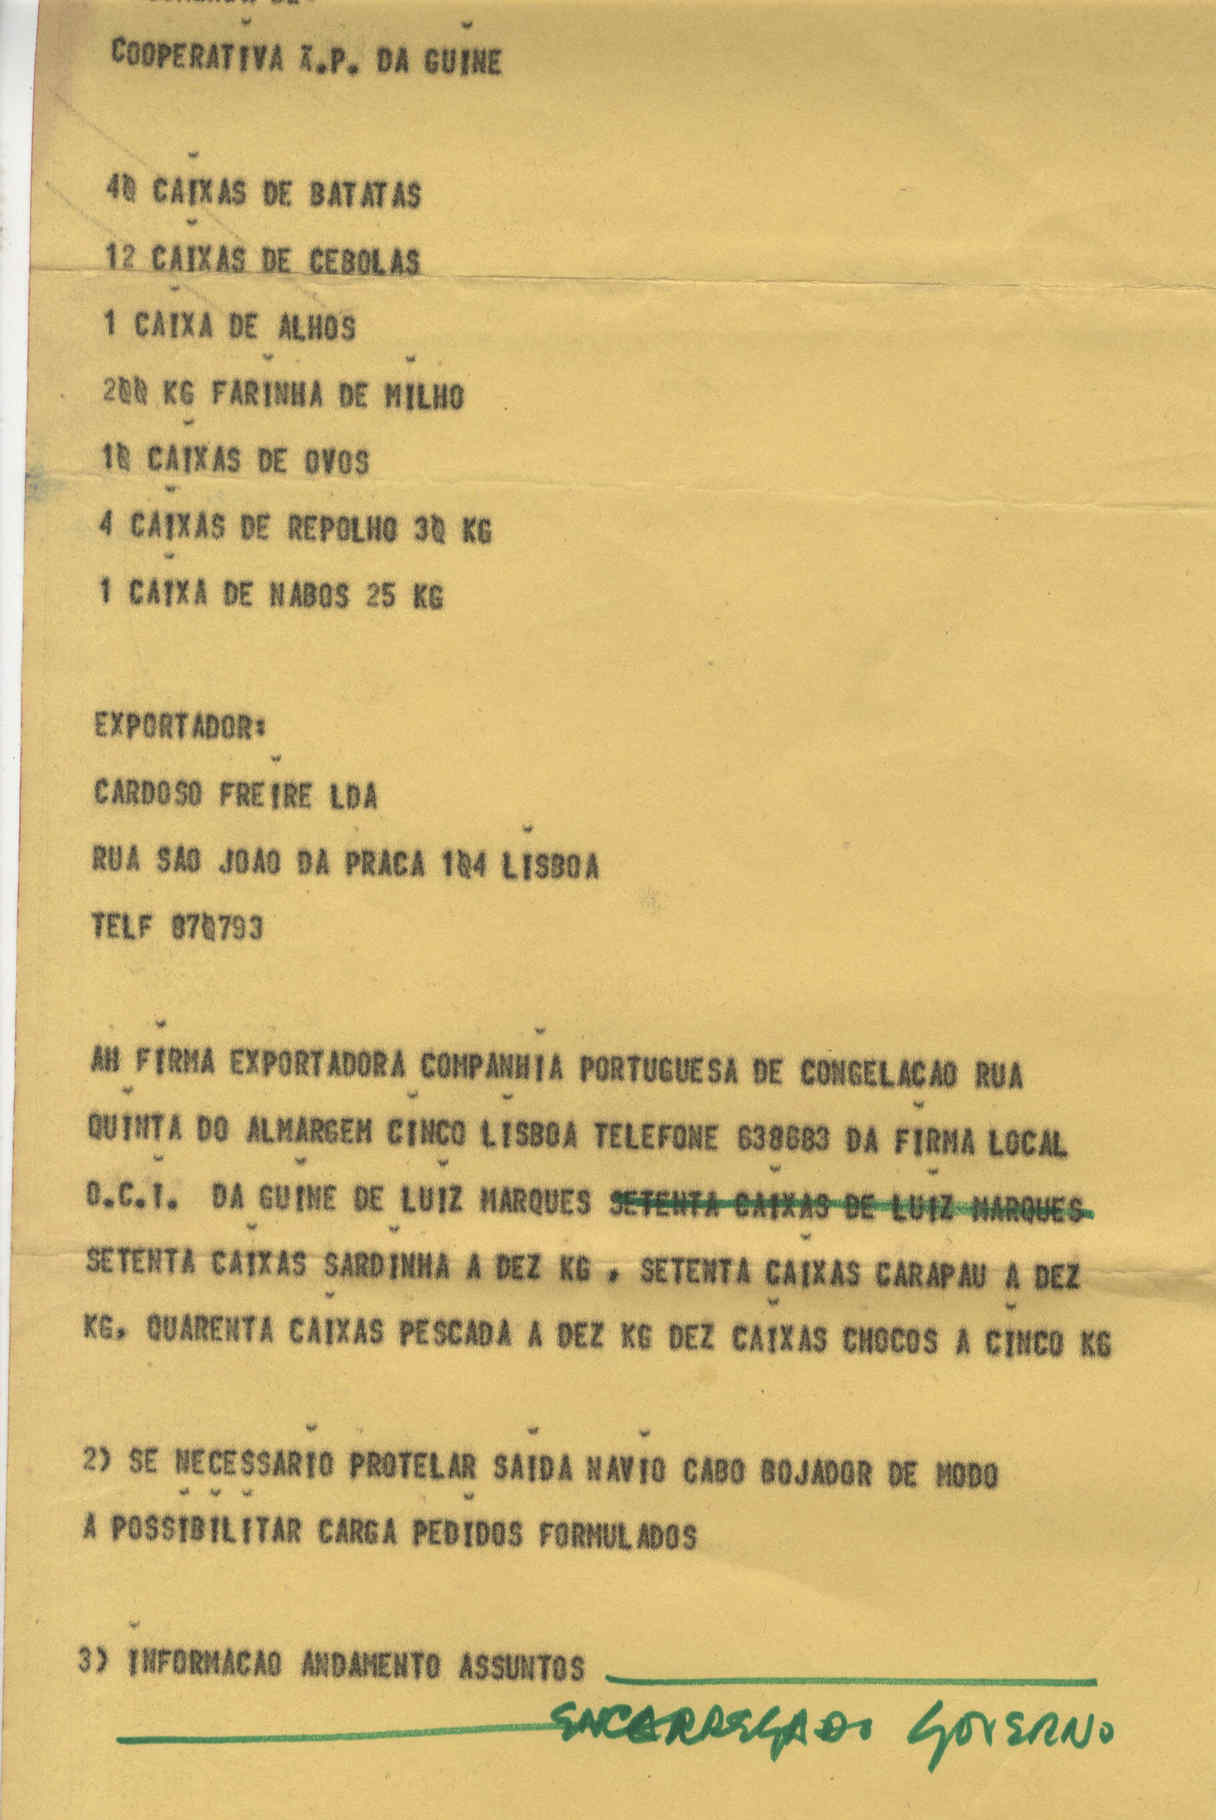 COOPERATIVA A.P. DA GUINE
40 CAIXAS DE BATATAS
12 CAIXAS DE CEBOLAS
1 CAIXA DE ALHOS
200 KG FARINHA DE MILHO
10 CAIXAS DE OVOS
4 CAIXAS DE REPOLHO 30 KG
1 CAIXA DE NABOS 25 KG
EXPORTADOR:
CARDOSO FREIRE LDA
RUA SAO JOAO DA PRACA 104 LISBOA
TELF 870793
AH FIRMA EXPORTADORA COMPANHIA PORTUGUESA DE CONGELACAO RUA
QUINTA DO ALMARGEM CINCO LISBOA TELEFONE 638683 DA FIRMA LOCAL
O.C.I. DA GUINE DE LUIZ MARQUES SETENTA CAIXAS DE LUIZ MARQUES
SETENTA CAIXAS SARDINHA A DEZ KG , SETENTA CAIXAS CARAPAU A DEZ
KG, QUARENTA CAIXAS PESCADA A DEZ KG DEZ CAIXAS CHOCOS A CINCO KG
2) SE NECESSARIO PROTELAR SAIDA NAVIO CABO BOJADOR DE MODO
A POSSIBILITAR CARGA PEDIDOS FORMULADOS
3) INFORMACAO ANDAMENTO ASSUNTOS
ENCARREGADO GOVERNO